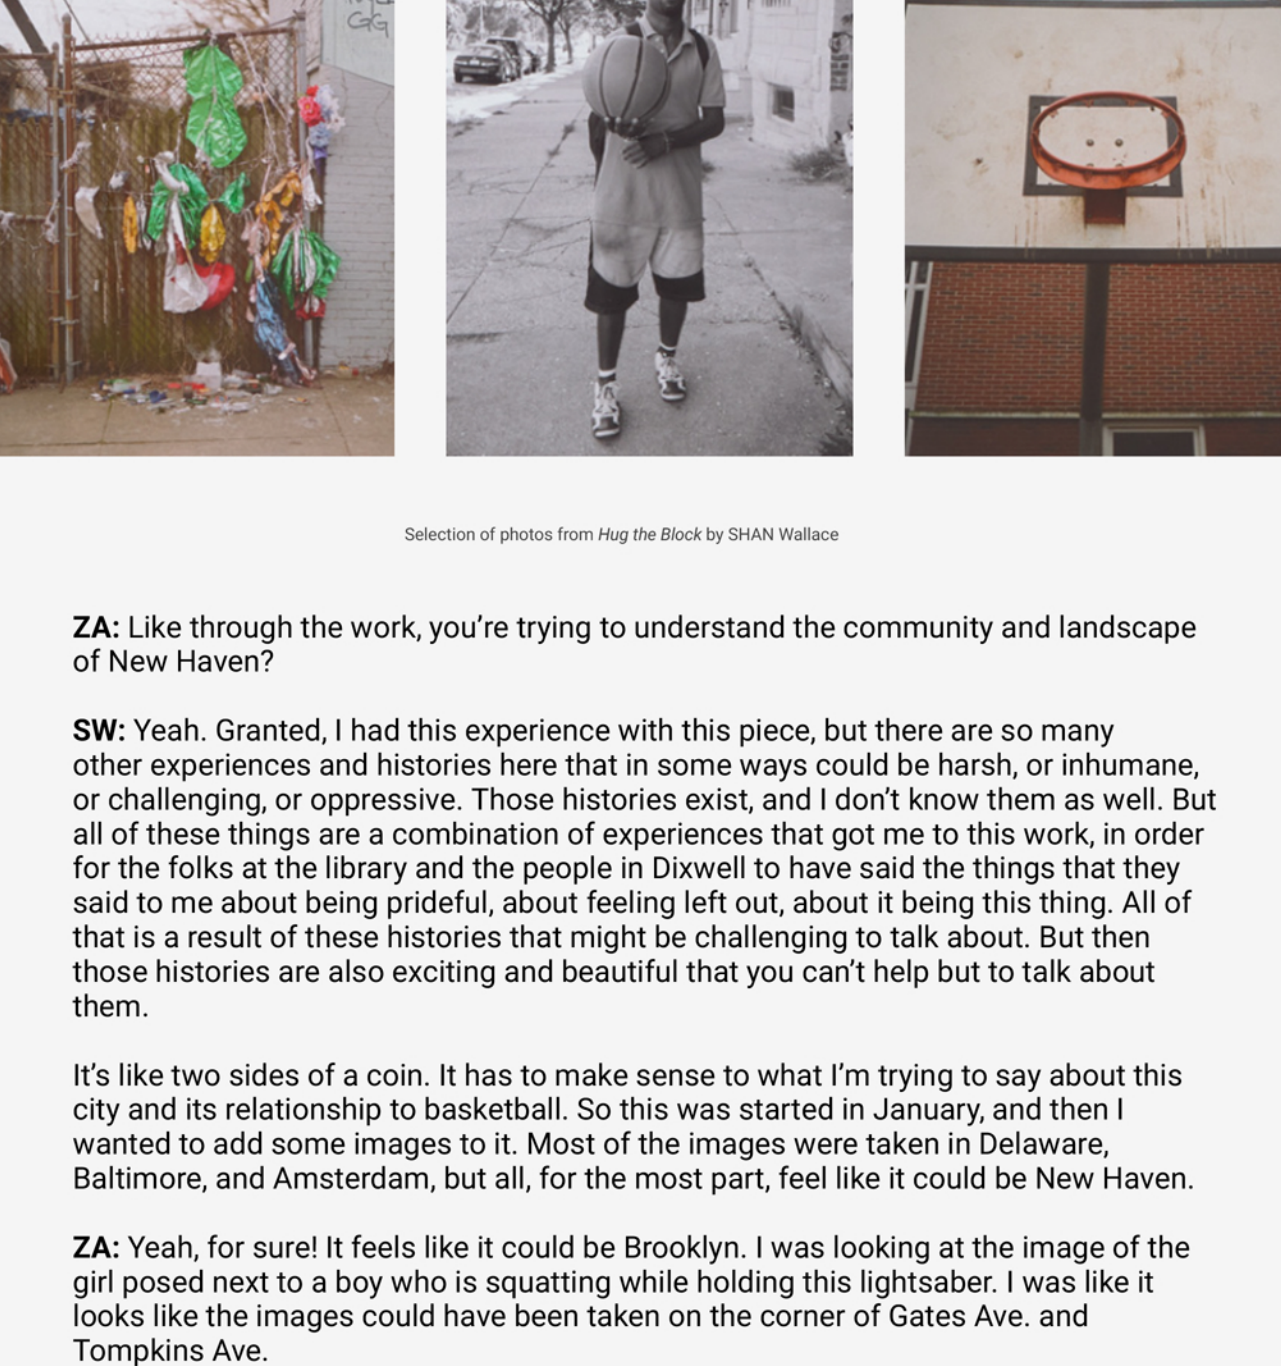 GG
Selection of photos from Hug the Block by SHAN Wallace
ZA: Like through the work, you’re trying to understand the community and landscape
of New Haven?
SW: Yeah. Granted, I had this experience with this piece, but there are so many
other experiences and histories here that in some ways could be harsh, or inhumane,
or challenging, or oppressive. Those histories exist, and I don’t know them as well. But
all of these things are a combination of experiences that got me to this work, in order
for the folks at the library and the people in Dixwell to have said the things that they
said to me about being prideful, about feeling left out, about it being this thing. All of
that is a result of these histories that might be challenging to talk about. But then
those histories are also exciting and beautiful that you can’t help but to talk about
them.
It’s like two sides of a coin. It has to make sense to what I’m trying to say about this
city and its relationship to basketball. So this was started in January, and then I
wanted to add some images to it. Most of the images were taken in Delaware,
Baltimore, and Amsterdam, but all, for the most part, feel like it could be New Haven.
ZA: Yeah, for sure! It feels like it could be Brooklyn. I was looking at the image of the
girl posed next to a boy who is squatting while holding this lightsaber. I was like it
looks like the images could have been taken on the corner of Gates Ave. and
Tompkins Ave.